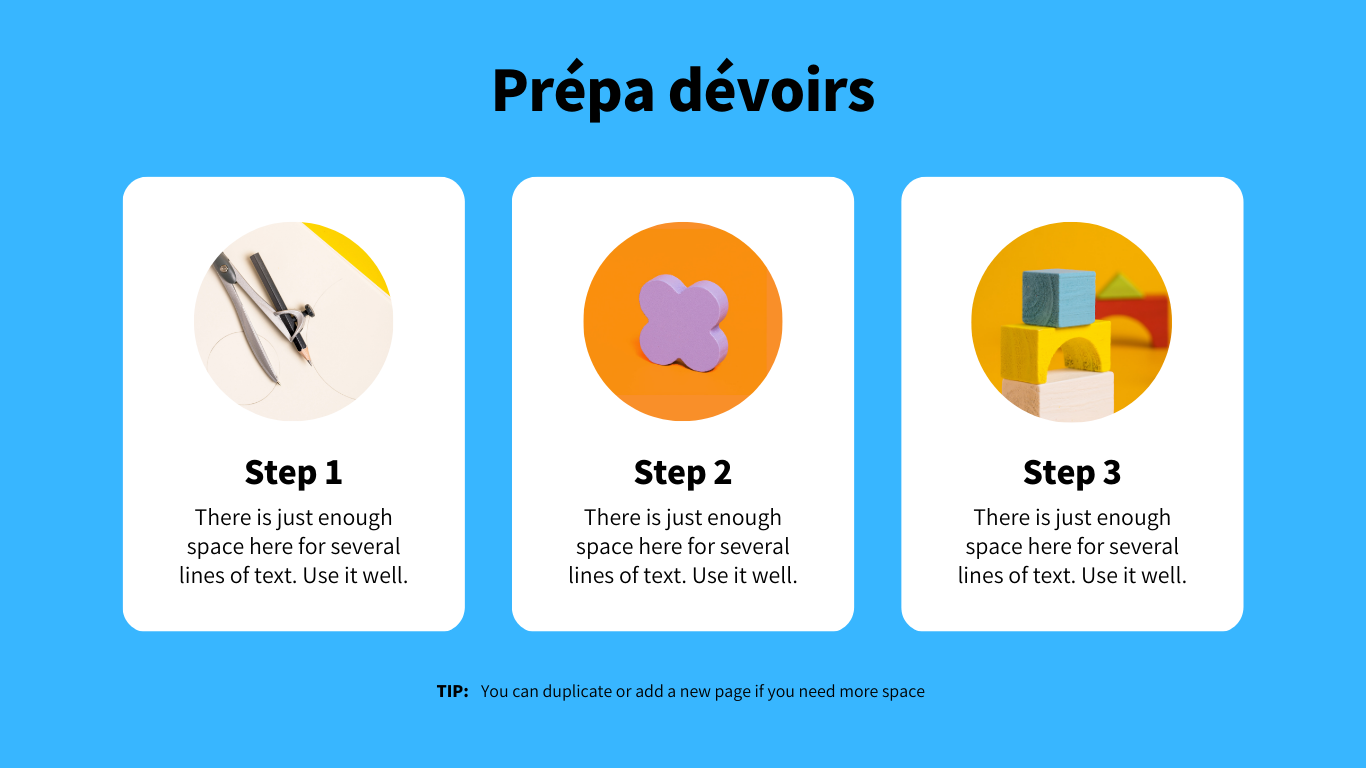 Prépa dévoirs
Step 1
There is just enough
space here for several
lines of text. Use it well.
Step 2
There is just enough
space here for several
lines of text. Use it well.
Step 3
There is just enough
space here for several
lines of text. Use it well.
TIP: You can duplicate or add a new page if you need more space